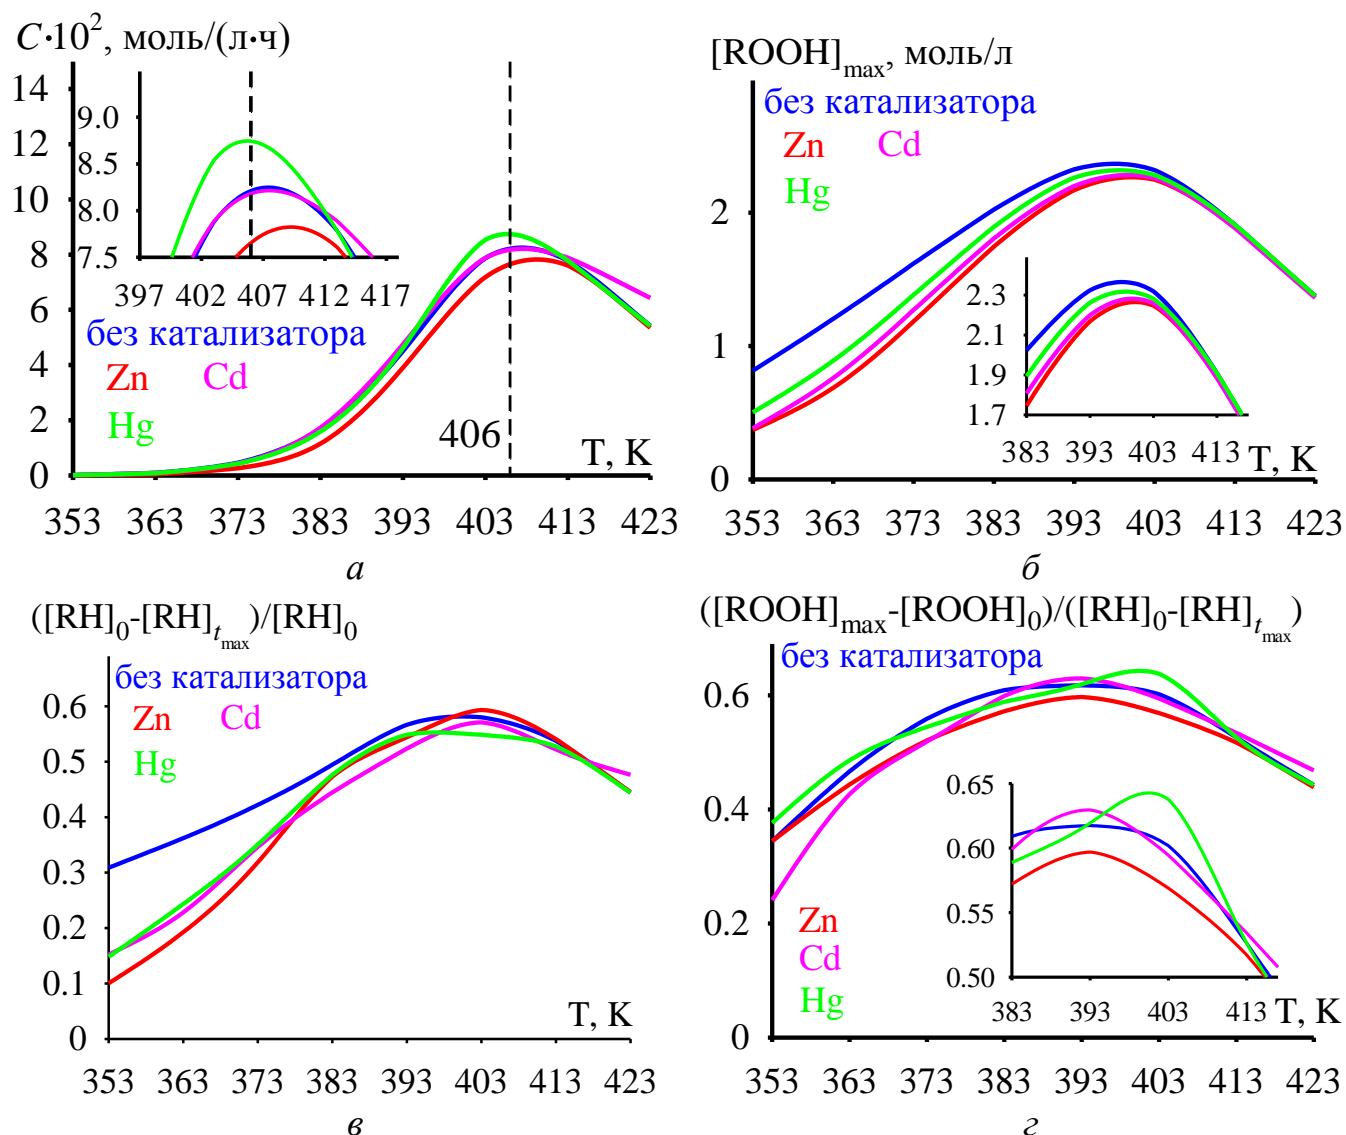 C·10², моль/(л·ч)
14
12
10
8
6
4
2
0
9.0
8.5
8.0
7.5
397 402 407 412 417
без катализатора
Zn Cd
Hg
406
T, K
353 363 373 383 393 403 413 423
а
[ROOH]max, моль/л
без катализатора
Zn Cd
Hg
2
1
0
2.3
2.1
1.9
1.7
383 393 403 413 T, K
353 363 373 383 393 403 413 423
б
([RH]0-[RH]tmax)/[RH]0
без катализатора
Zn Cd
Hg
0.6
0.5
0.4
0.3
0.2
0.1
0
T, K
353 363 373 383 393 403 413 423
в
([ROOH]max-[ROOH]0)/([RH]0-[RH]tmax)
без катализатора
0.6
0.4
0.2
0
Zn
Cd
Hg
0.65
0.60
0.55
0.50
383 393 403 413 T, K
353 363 373 383 393 403 413 423
г